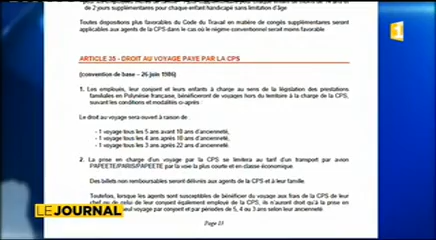 de 2 jours supplémentaires pour chaque enfant handicapé sans limitation d'âge
Toutes dispositions plus favorables du Code du Travail en matière de congés supplémentaires seront
applicables aux agents de la CPS dans le cas où le régime conventionnel serait moins favorable
1
ARTICLE 35 - DROIT AU VOYAGE PAYE PAR LA CPS
(convention de base – 26 juin 1986)
1. Les employés, leur conjoint et leurs enfants à charge au sens de la législation des prestations
familiales en Polynésie française, bénéficieront de voyages hors du territoire à la charge de la CPS,
suivant les conditions et modalités ci-après :
Le droit au voyage sera ouvert à raison de
- 1 voyage tous les 5 ans avant 10 ans d'ancienneté,
- 1 voyage tous les 4 ans après 10 ans d'ancienneté,
- 1 voyage tous les 3 ans après 22 ans d'ancienneté.
2. La prise en charge d'un voyage par la CPS se limitera au tarif d'un transport par avion
PAPEETE/PARIS/PAPEETE par la voie la plus courte et en classe économique.
Des billets non remboursables seront délivrés aux agents de la CPS et à leur famille.
Toutefois, lorsque les agents sont susceptibles de bénéficier du voyage aux frais de la CPS de leur
chef ou de celui de leur conjoint également employé de la CPS, ils n'auront droit qu'à la prise en
seul voyage par conjoint et par périodes de 5, 4 ou 3 ans selon leur ancienneté
LE JOURNAL
Page 23